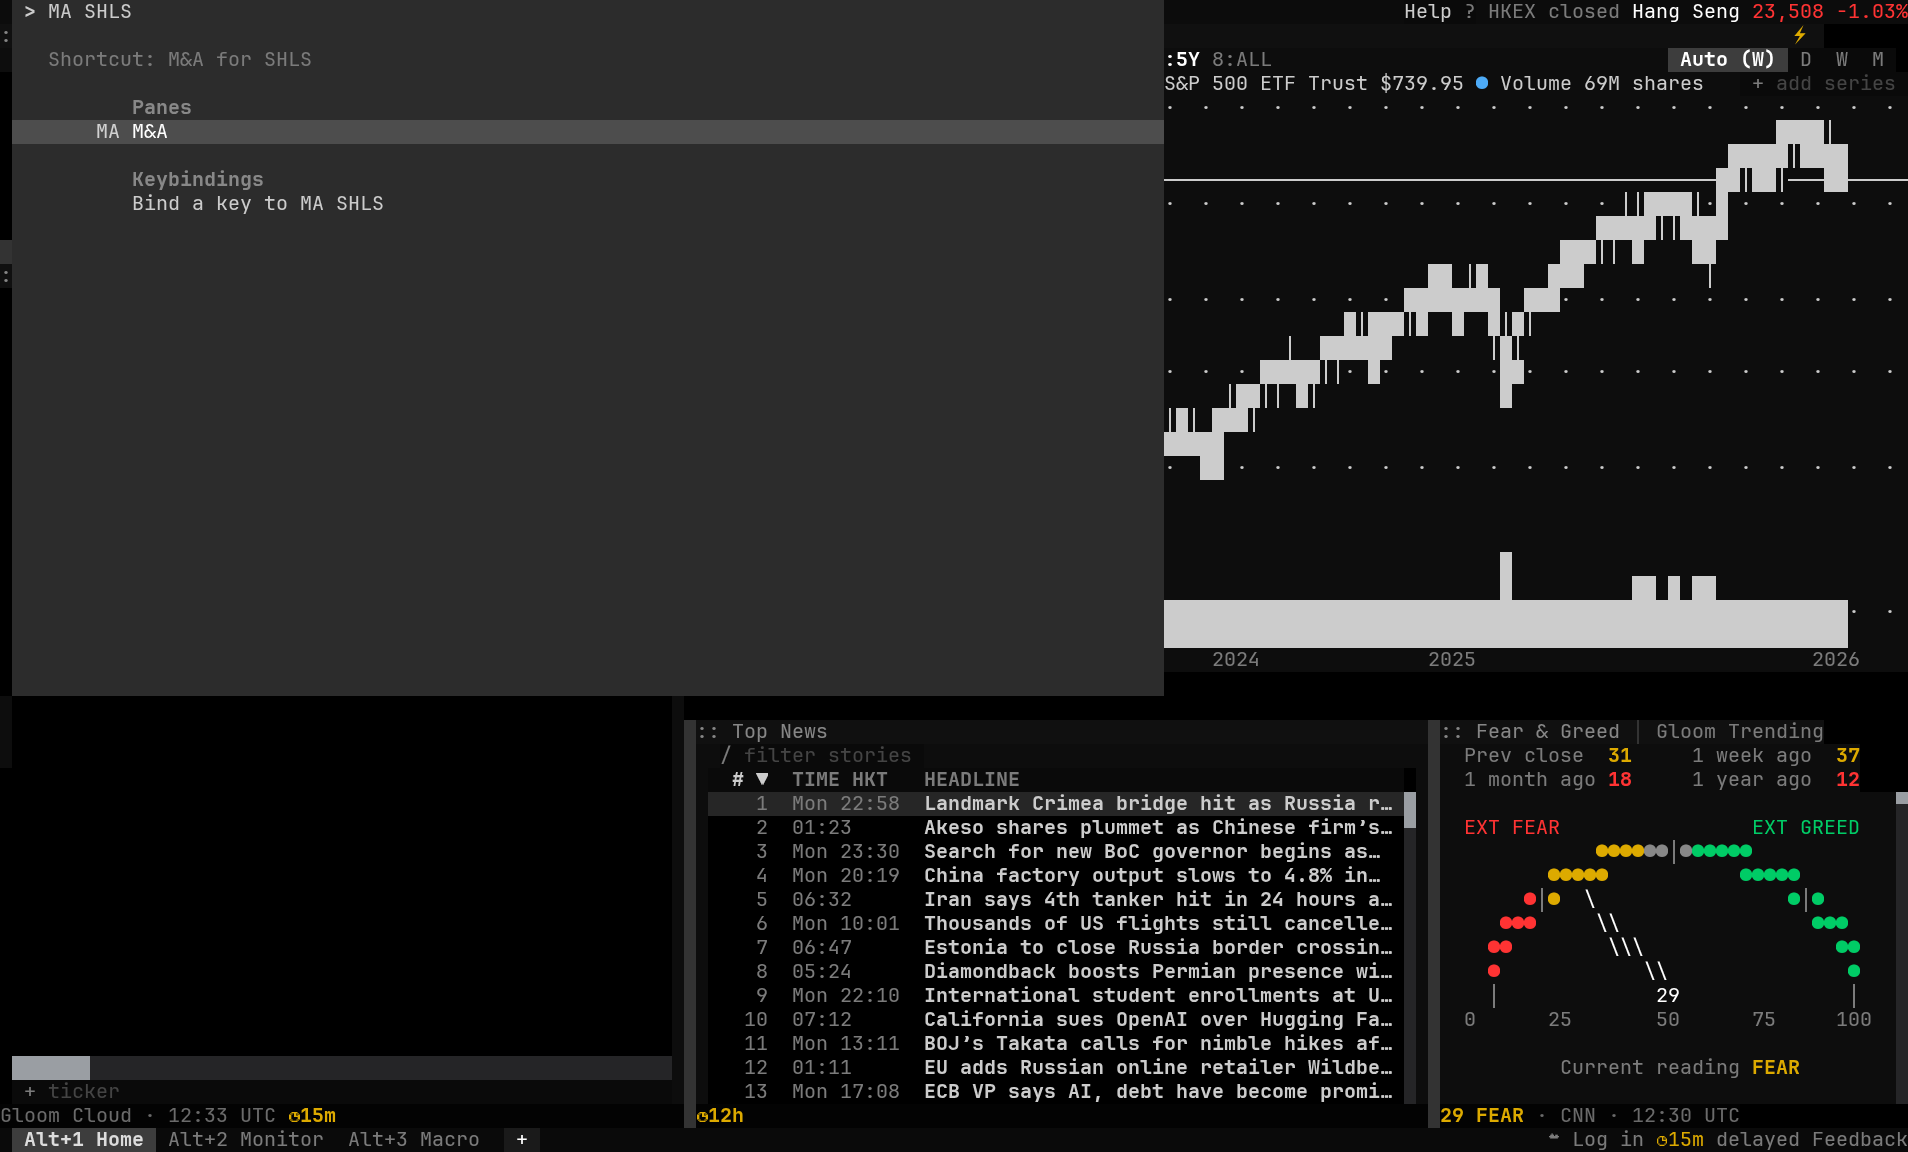 > MA SHLS
Help ? HKEX closed Hang Seng 23,508 -1.03%
Shortcut: M&A for SHLS
:5Y 8:ALL Auto (W) D W M
S&P 500 ETF Trust $739.95 ● Volume 69M shares + add series
Panes
MA M&A
Keybindings
Bind a key to MA SHLS
2024 2025 2026
:: Top News
/ filter stories
# ▼ TIME HKT HEADLINE
1 Mon 22:58 Landmark Crimea bridge hit as Russia r…
2 01:23 Akeso shares plummet as Chinese firm’s…
3 Mon 23:30 Search for new BoC governor begins as…
4 Mon 20:19 China factory output slows to 4.8% in…
5 06:32 Iran says 4th tanker hit in 24 hours a…
6 Mon 10:01 Thousands of US flights still cancelle…
7 06:47 Estonia to close Russia border crossin…
8 05:24 Diamondback boosts Permian presence wi…
9 Mon 22:10 International student enrollments at U…
10 07:12 California sues OpenAI over Hugging Fa…
11 Mon 13:11 BOJ’s Takata calls for nimble hikes af…
12 01:11 EU adds Russian online retailer Wildbe…
13 Mon 17:08 ECB VP says AI, debt have become promi…
◔12h
:: Fear & Greed │ Gloom Trending
Prev close 31 1 week ago 37
1 month ago 18 1 year ago 12
EXT FEAR EXT GREED
29
0 25 50 75 100
Current reading FEAR
29 FEAR · CNN · 12:30 UTC
+ ticker
Gloom Cloud · 12:33 UTC ◔15m
Alt+1 Home Alt+2 Monitor Alt+3 Macro +
Log in ◔15m delayed Feedback